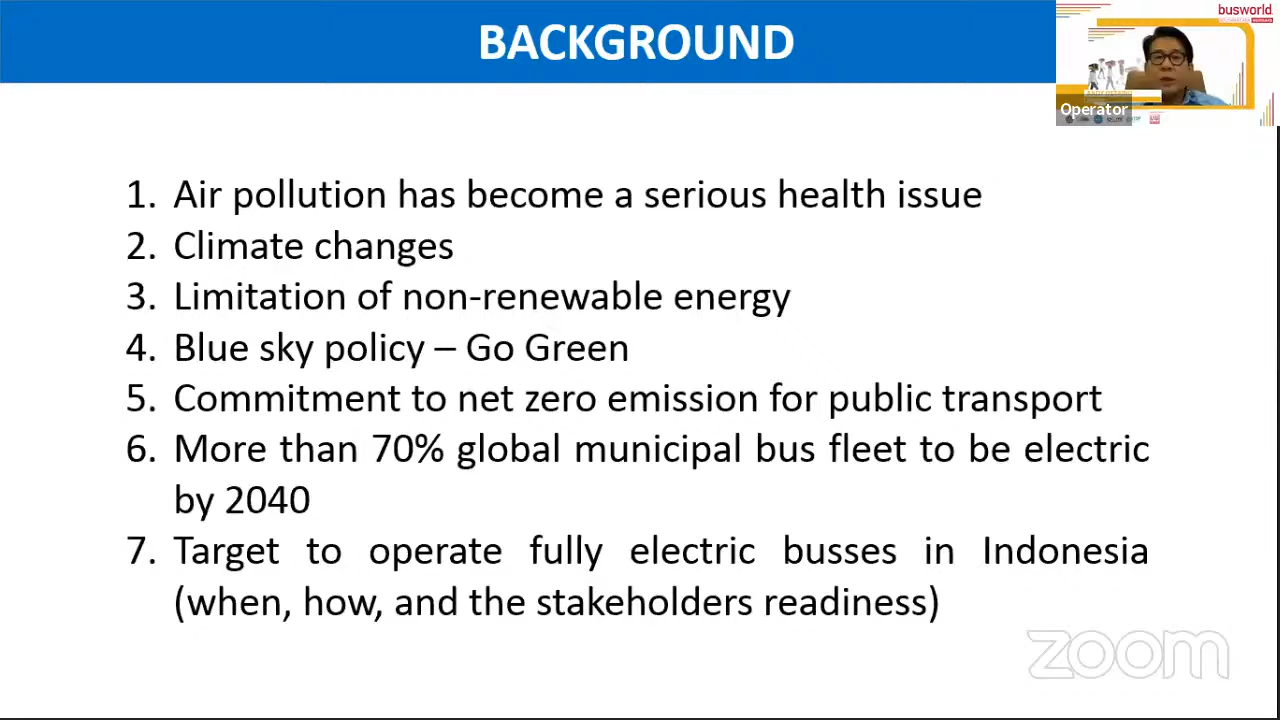 BACKGROUND
busworld
Operator
1. Air pollution has become a serious health issue
2. Climate changes
3. Limitation of non-renewable energy
4. Blue sky policy – Go Green
5. Commitment to net zero emission for public transport
6. More than 70% global municipal bus fleet to be electric
by 2040
7. Target to operate fully electric busses in Indonesia
(when, how, and the stakeholders readiness)
zoom